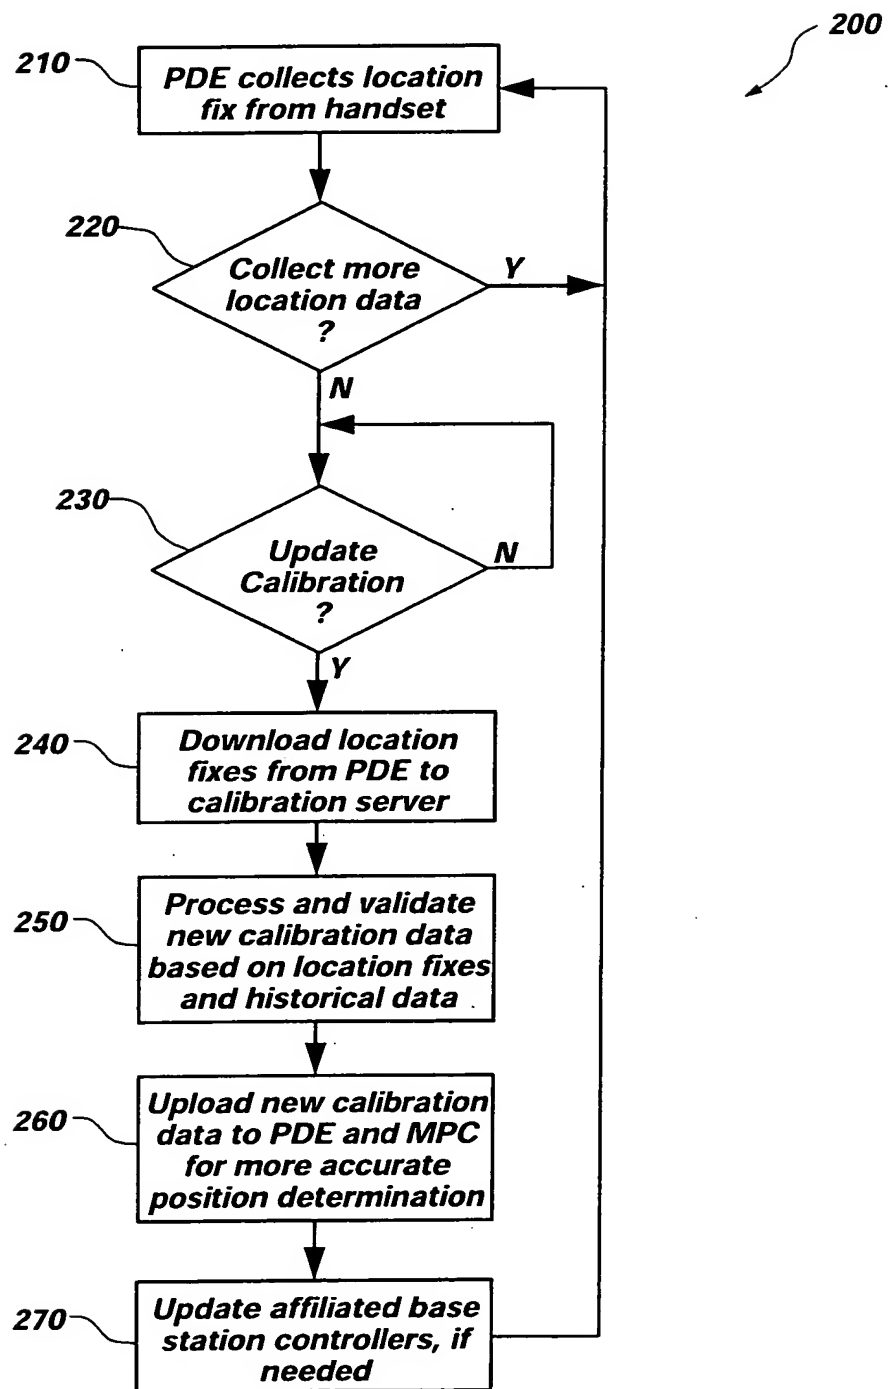 200
210
PDE collects location
fix from handset
220
Collect more
location data
?
Y
N
230
Update
Calibration
?
N
Y
240
Download location
fixes from PDE to
calibration server
250
Process and validate
new calibration data
based on location fixes
and historical data
260
Upload new calibration
data to PDE and MPC
for more accurate
position determination
270
Update affiliated base
station controllers, if
needed